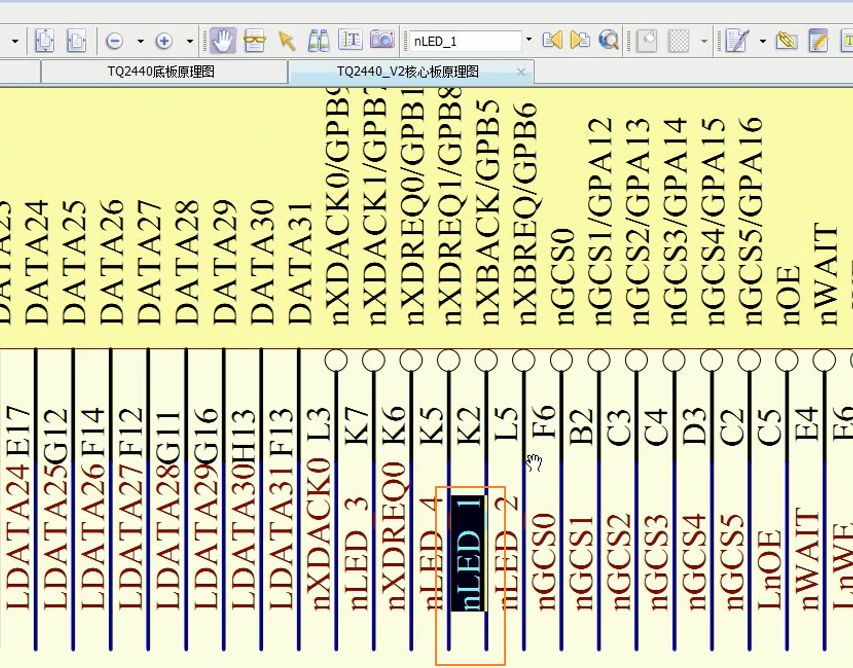 nLED_1
TQ2440底板原理图
TQ2440_V2核心板原理图
DATA24
DATA25
DATA26
DATA27
DATA28
DATA29
DATA30
DATA31
nXDACK0/GPB9
nXDACK1/GPB7
nXDREQ0/GPB1
nXDREQ1/GPB8
nXBACK/GPB5
nXBREQ/GPB6
nGCS0
nGCS1/GPA12
nGCS2/GPA13
nGCS3/GPA14
nGCS4/GPA15
nGCS5/GPA16
nOE
nWAIT
E17
G12
F14
F12
G11
G16
H13
F13
L3
K7
K6
K5
K2
L5
F6
B2
C3
C4
D3
C2
C5
E4
E6
LDATA24
LDATA25
LDATA26
LDATA27
LDATA28
LDATA29
LDATA30
LDATA31
nXDACK0
nLED_3
nXDREQ0
nLED_4
nLED_1
nLED_2
nGCS0
nGCS1
nGCS2
nGCS3
nGCS4
nGCS5
LnOE
nWAIT
LnWE